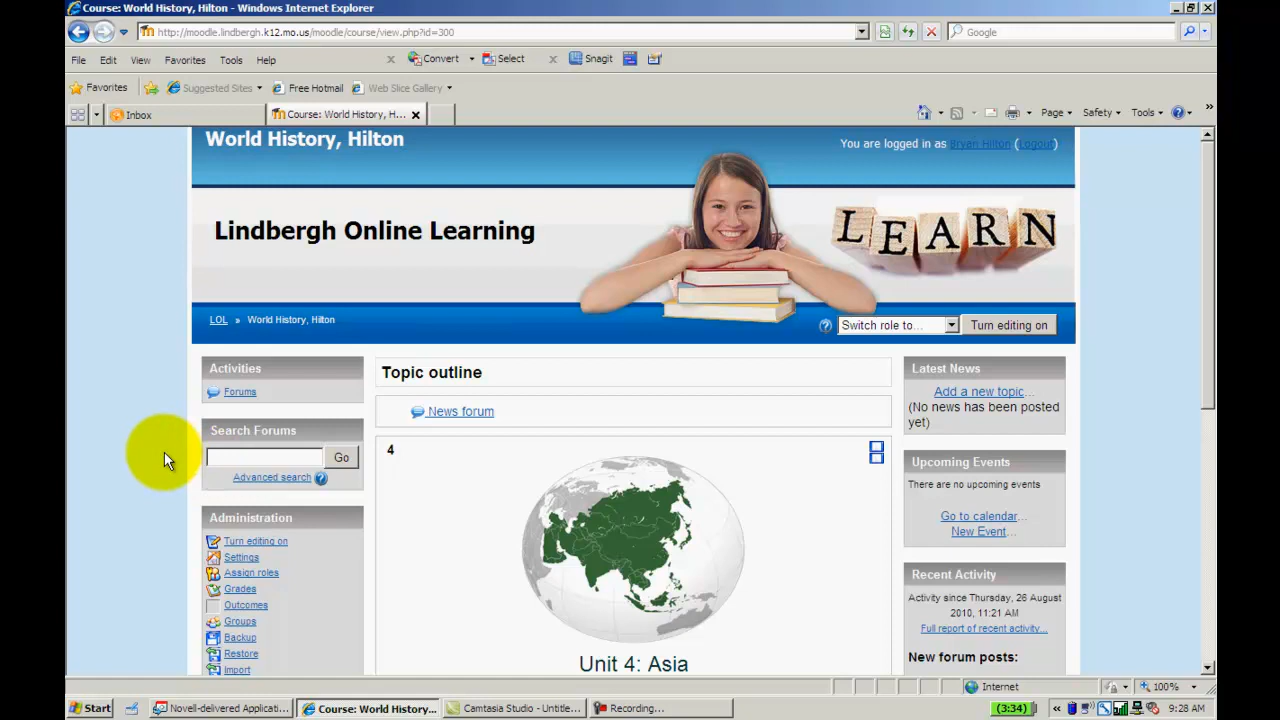 Course: World History, Hilton - Windows Internet Explorer
http://moodle.lindbergh.k12.mo.us/moodle/course/view.php?id=300
Google
File Edit View Favorites Tools Help
x Convert Select x Snagit
Favorites Suggested Sites Free Hotmail Web Slice Gallery
Inbox
Course: World History, H... x
Page Safety Tools
World History, Hilton
You are logged in as Bryan Hilton (Logout)
Lindbergh Online Learning
LEARN
LOL » World History, Hilton
Switch role to...
Turn editing on
Activities
Forums
Search Forums
Go
Advanced search
Administration
Turn editing on
Settings
Assign roles
Grades
Outcomes
Groups
Backup
Restore
Import
Topic outline
News forum
4
Unit 4: Asia
Latest News
Add a new topic...
(No news has been posted
yet)
Upcoming Events
There are no upcoming events
Go to calendar...
New Event...
Recent Activity
Activity since Thursday, 26 August
2010, 11:21 AM
Full report of recent activity...
New forum posts:
Internet
100%
Start
Novell-delivered Applicati...
Course: World History...
Camtasia Studio - Untitle...
Recording...
(3:34)
9:28 AM